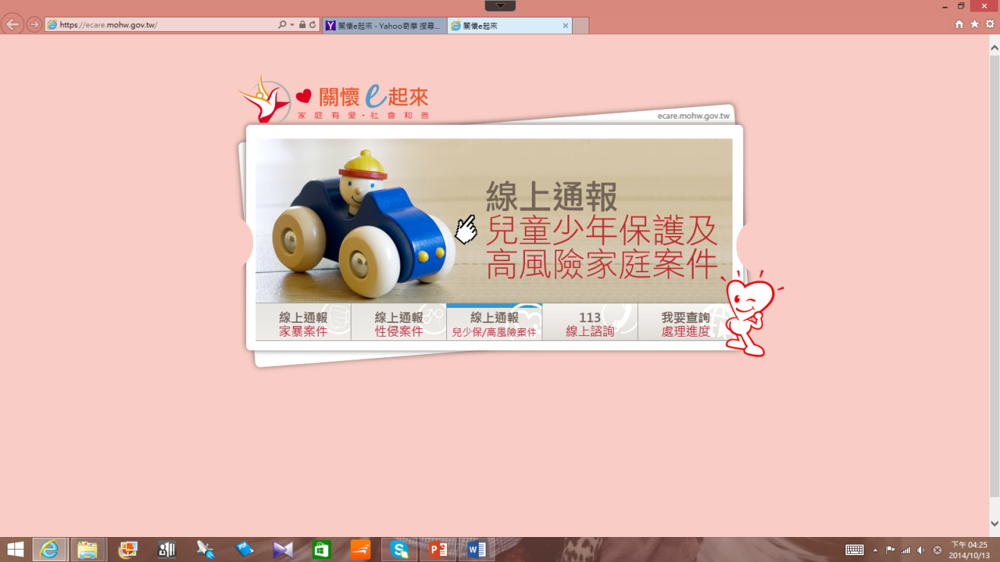 https://ecare.mohw.gov.tw/
關懷e起來 - Yahoo奇摩 搜尋...
關懷e起來
關懷e起來
家庭有愛・社會和善
ecare.mohw.gov.tw
線上通報
兒童少年保護及
高風險家庭案件
線上通報
家暴案件
線上通報
性侵案件
線上通報
兒少保/高風險案件
113
線上諮詢
我要查詢
處理進度
下午 04:25
2014/10/13